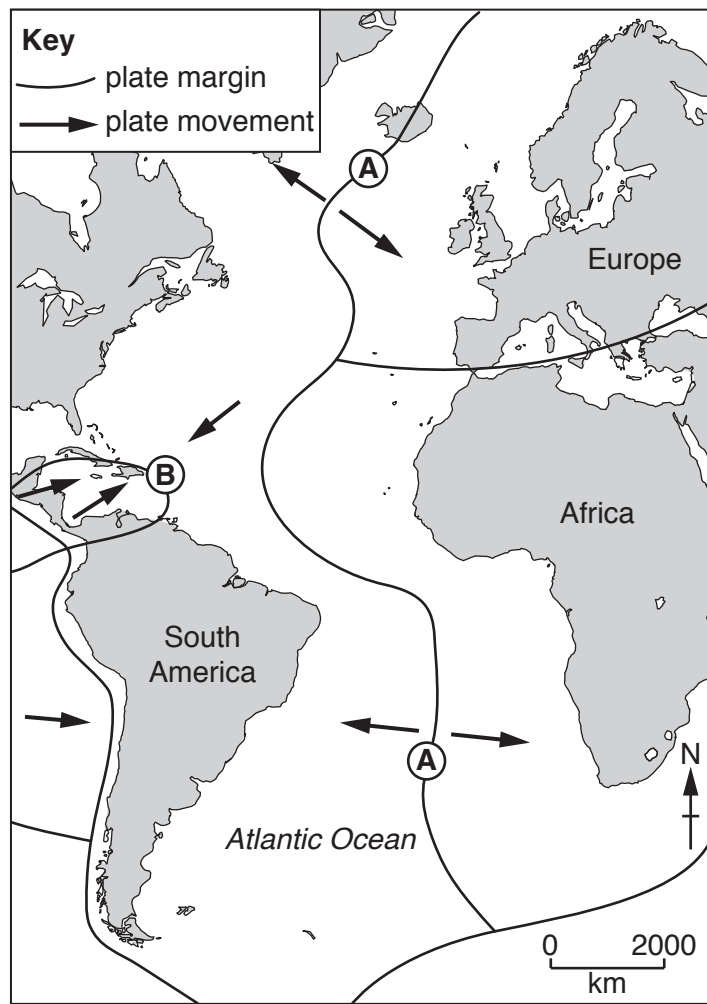 Key
plate margin
plate movement
A
Europe
B
Africa
South
America
A
N
Atlantic Ocean
0 2000
km